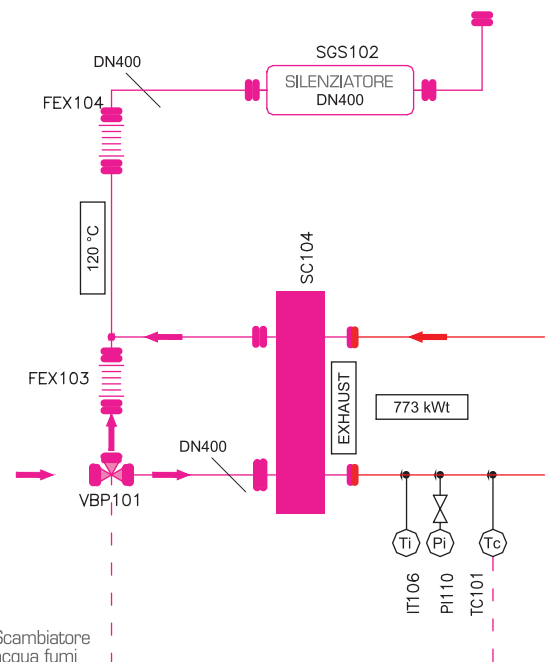 SGS102
DN400
SILENZIATORE
DN400
FEX104
120 °C
SC104
FEX103
EXHAUST
773 kWt
DN400
VBP101
Ti
Pi
Tc
IT106
PI110
TC101
Scambiatore
acqua fumi